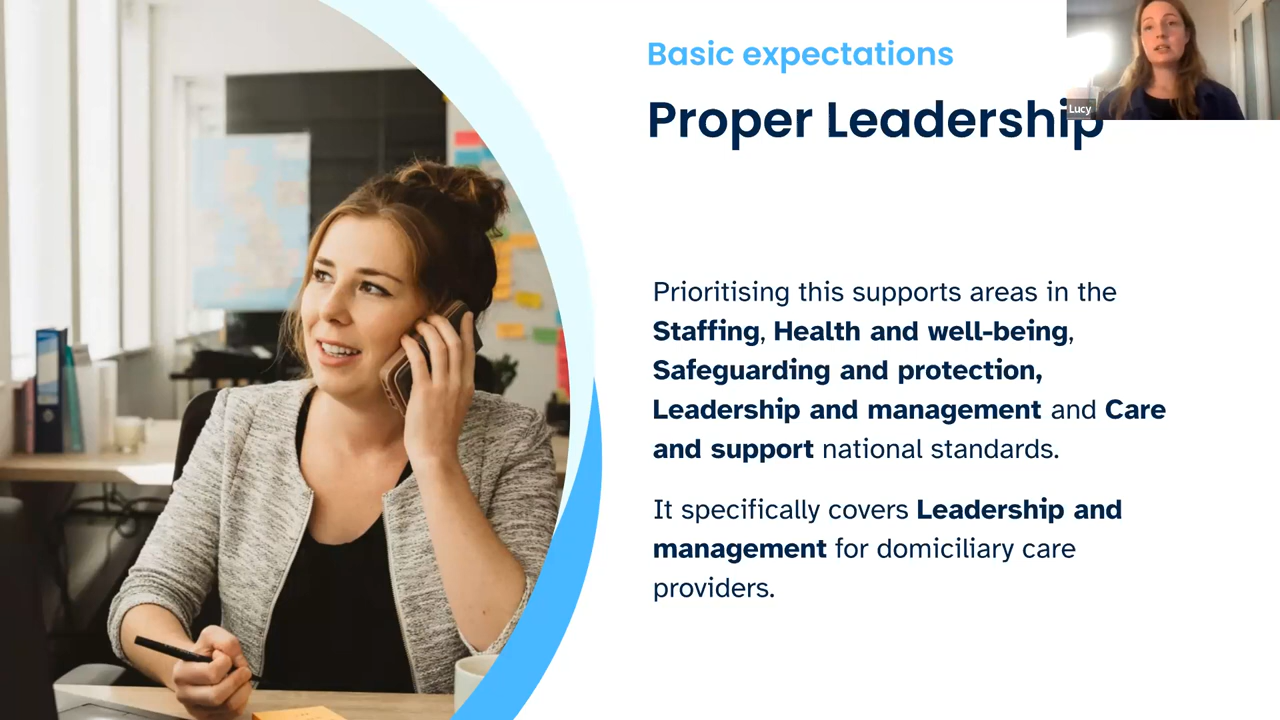 Basic expectations
Proper Leadership
Lucy
Prioritising this supports areas in the
Staffing, Health and well-being,
Safeguarding and protection,
Leadership and management and Care
and support national standards.
It specifically covers Leadership and
management for domiciliary care
providers.